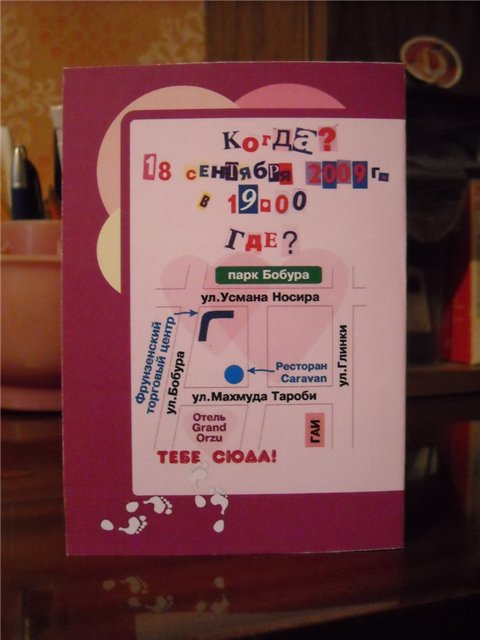 Когда?
18 сентября 2009г.
в 19.00
Где?
парк Бобура
ул.Усмана Носира
Фрунзенский
торговый центр
ул.Бобура
Ресторан
Caravan
ул.Глинки
ул.Махмуда Тароби
Отель
Grand
Orzu
ГАИ
ТЕБЕ СЮДА!